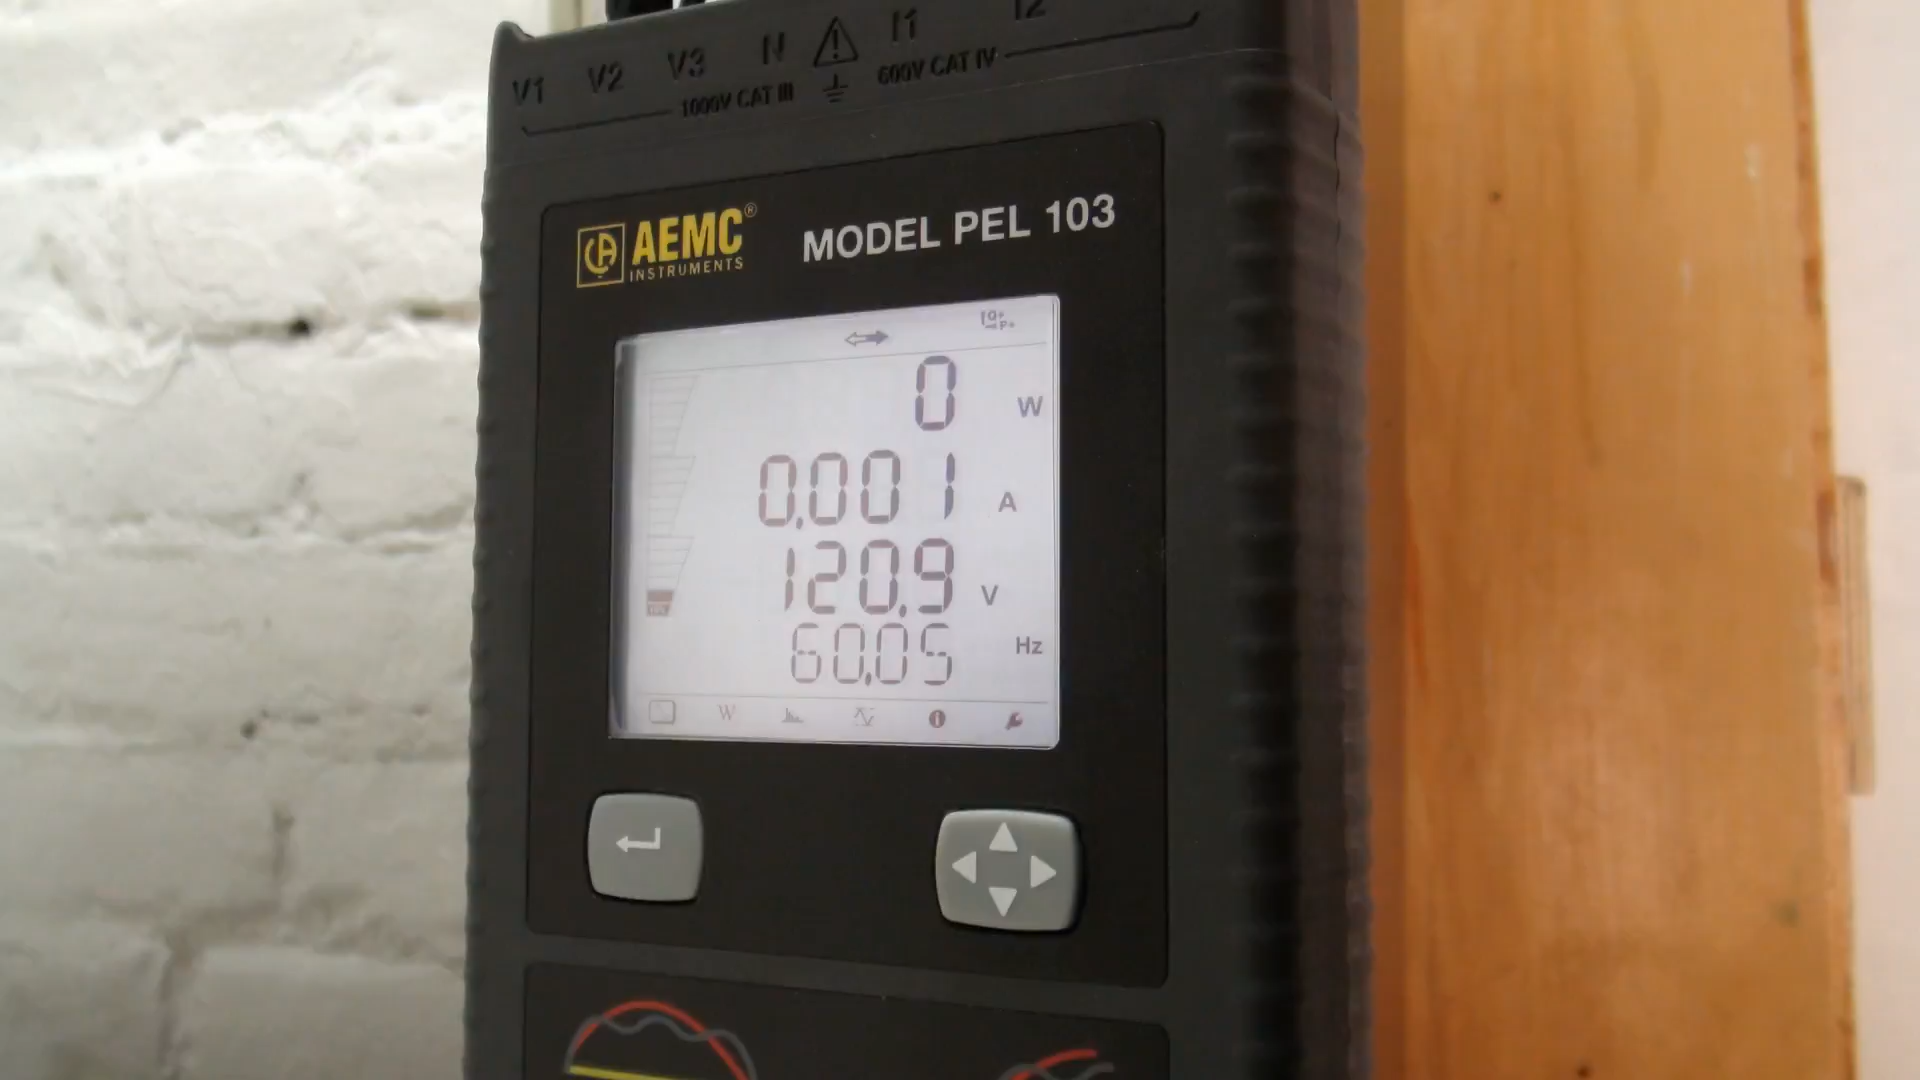 V1 V2 V3 N I1 I2
1000V CAT III 600V CAT IV
AEMC®
INSTRUMENTS
MODEL PEL 103
0 W
0.001 A
120.9 V
60.05 Hz
W